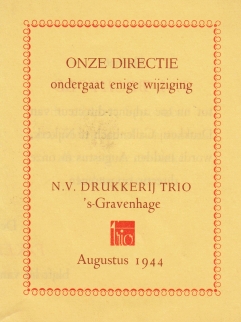 ONZE DIRECTIE
ondergaat enige wijziging
N.V. DRUKKERIJ TRIO
's-Gravenhage
trio
Augustus 1944